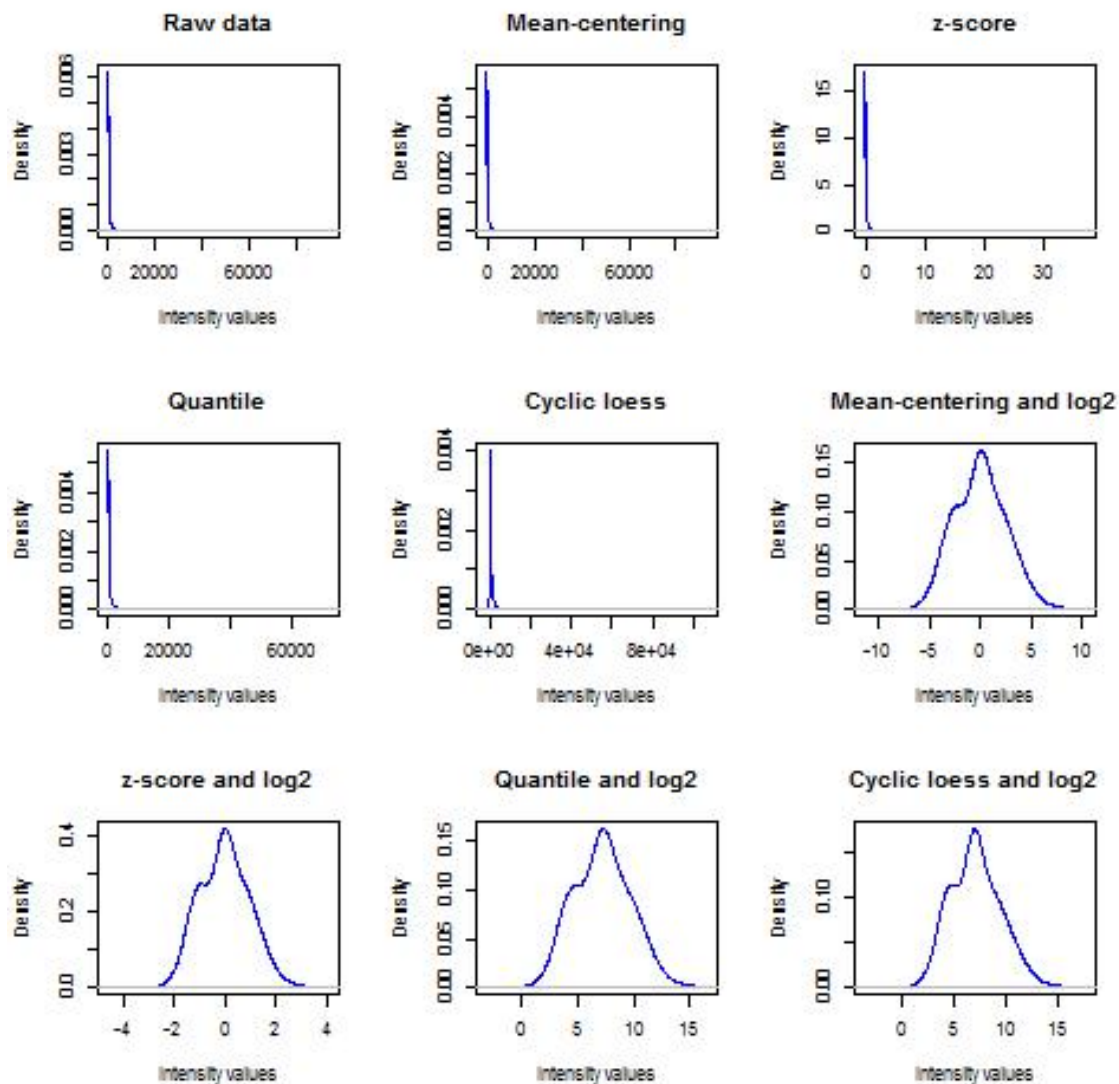 Raw data
Mean-centering
z-score
Density
0.000
0.003
0.006
0 20000 60000
Intensity values
Density
0.000
0.002
0.004
0 20000 60000
Intensity values
Density
0
5
10
15
0 10 20 30
Intensity values
Quantile
Cyclic loess
Mean-centering and log2
Density
0.000
0.002
0.004
0 20000 60000
Intensity values
Density
0.000
0.002
0.004
0e+00 4e+04 8e+04
Intensity values
Density
0.00
0.05
0.10
0.15
-10 -5 0 5 10
Intensity values
z-score and log2
Quantile and log2
Cyclic loess and log2
Density
0.0
0.2
0.4
-4 -2 0 2 4
Intensity values
Density
0.00
0.05
0.10
0.15
0 5 10 15
Intensity values
Density
0.00
0.10
0 5 10 15
Intensity values